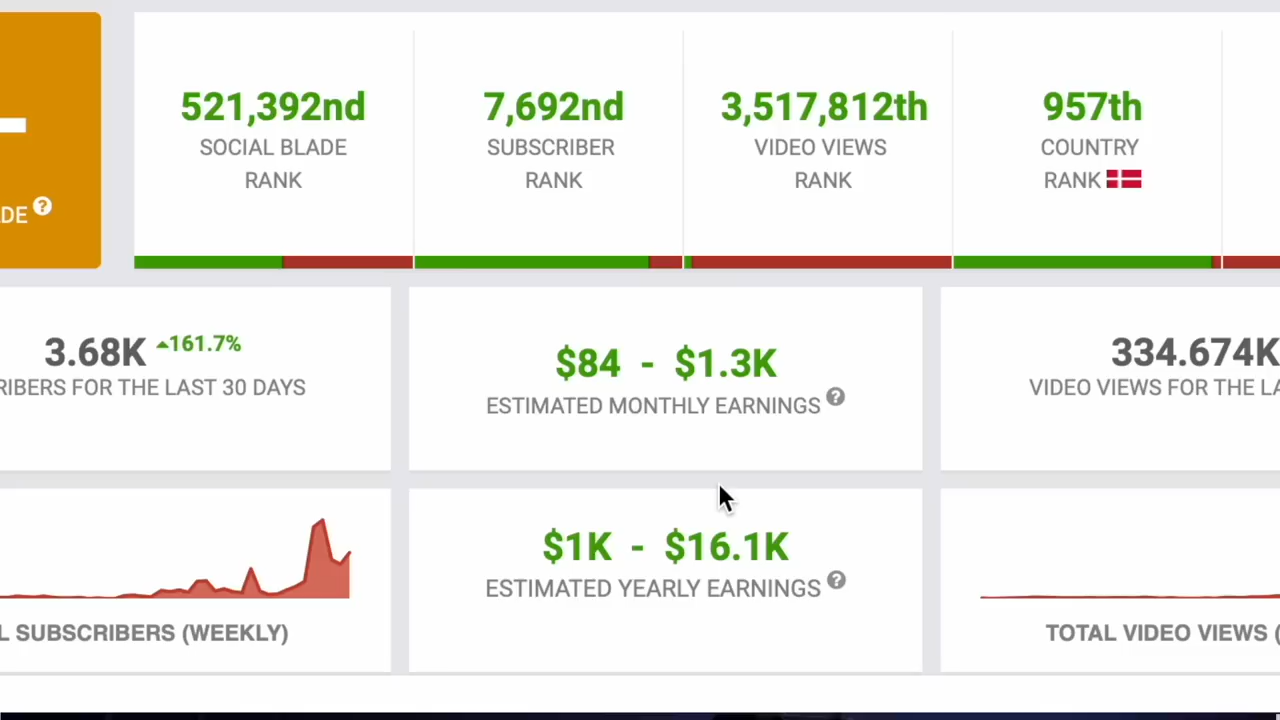 521,392nd
SOCIAL BLADE
RANK
7,692nd
SUBSCRIBER
RANK
3,517,812th
VIDEO VIEWS
RANK
957th
COUNTRY
RANK
DE ?
3.68K 161.7%
RIBERS FOR THE LAST 30 DAYS
$84 - $1.3K
ESTIMATED MONTHLY EARNINGS ?
334.674K
VIDEO VIEWS FOR THE LA
L SUBSCRIBERS (WEEKLY)
$1K - $16.1K
ESTIMATED YEARLY EARNINGS ?
TOTAL VIDEO VIEWS (